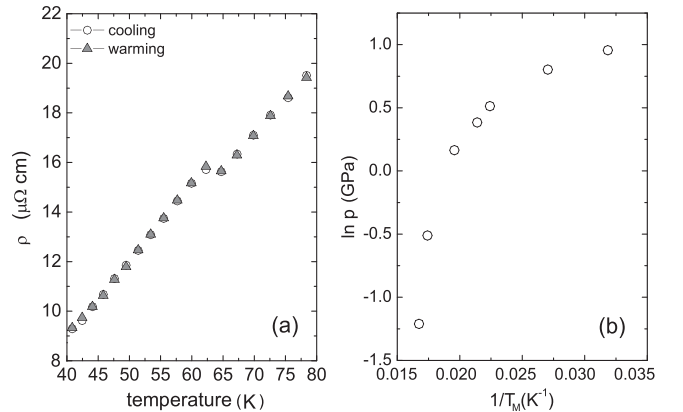 cooling
warming
22
20
18
16
14
12
10
8
ρ (μΩ cm)
40 45 50 55 60 65 70 75 80
temperature (K)
(a)
1.0
0.5
0.0
-0.5
-1.0
-1.5
ln p (GPa)
0.015 0.020 0.025 0.030 0.035
1/T_M(K⁻¹)
(b)